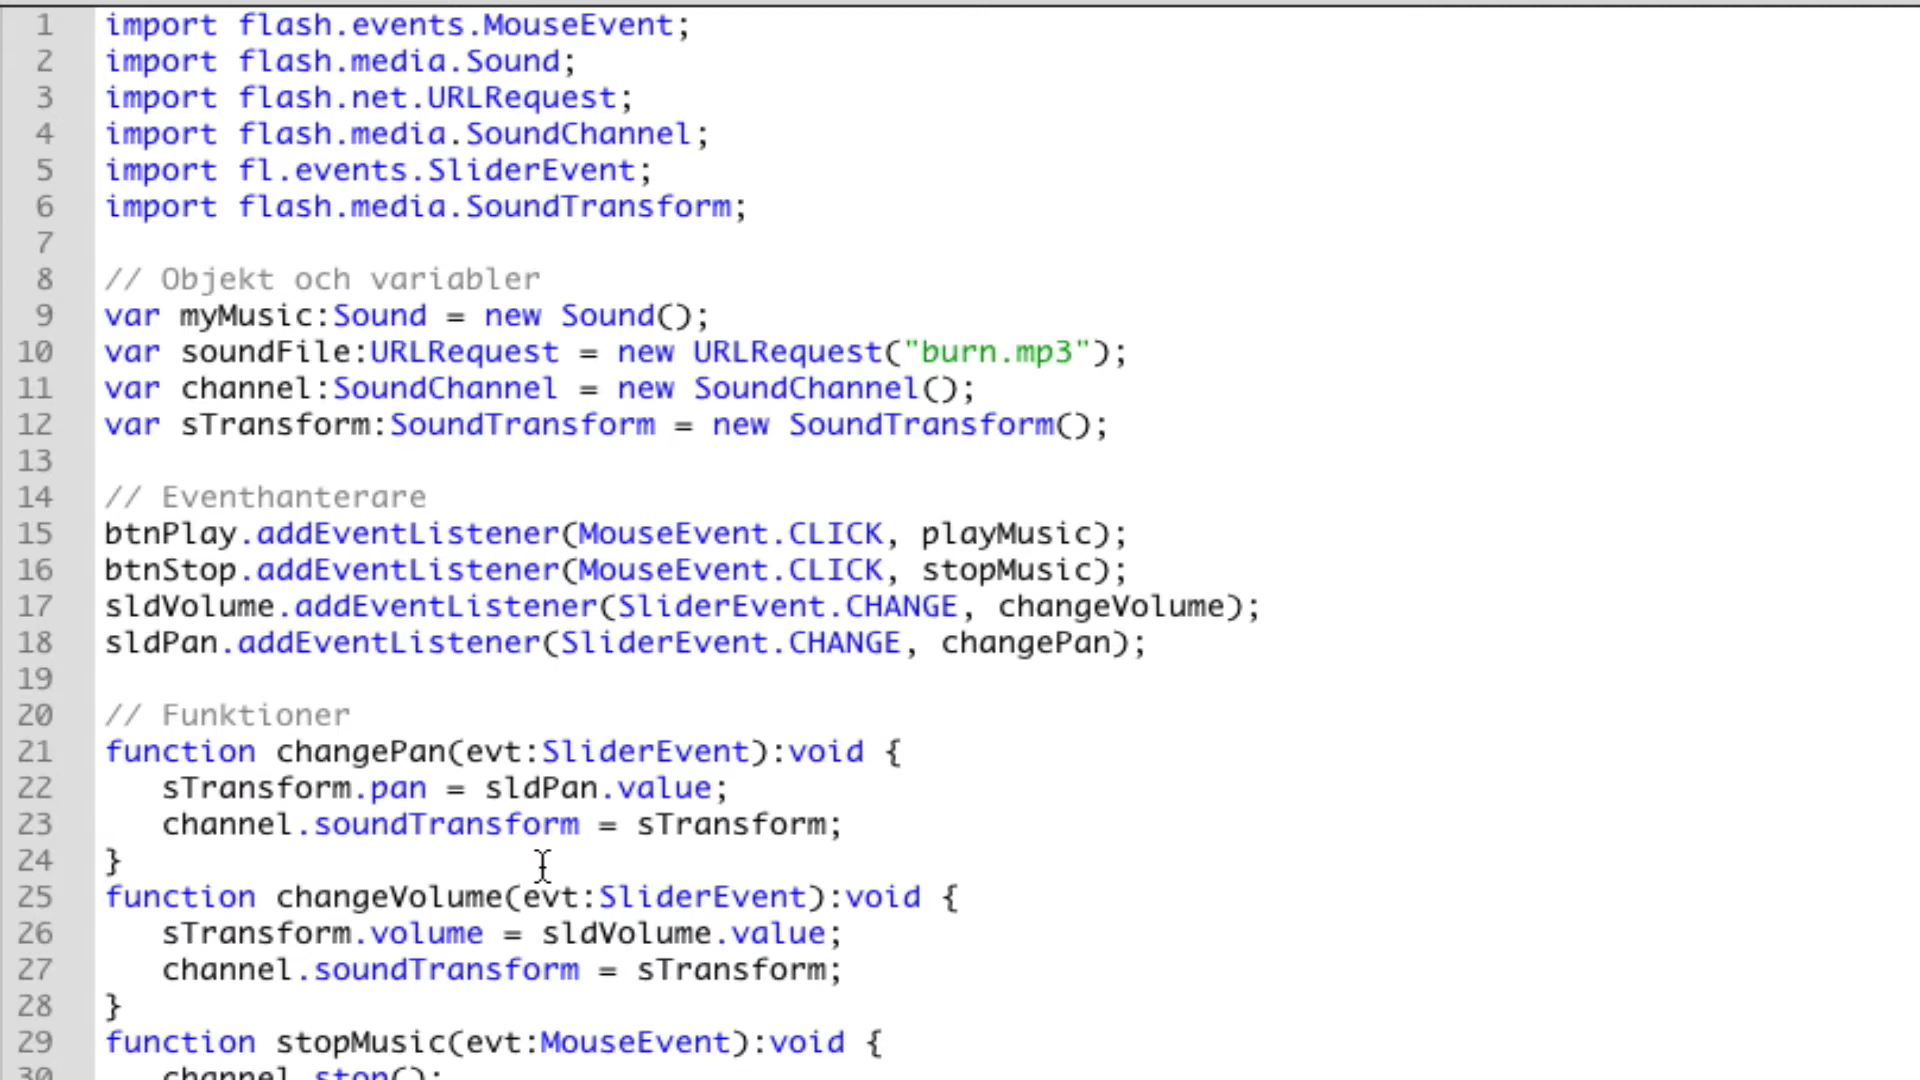 1 import flash.events.MouseEvent;
2 import flash.media.Sound;
3 import flash.net.URLRequest;
4 import flash.media.SoundChannel;
5 import fl.events.SliderEvent;
6 import flash.media.SoundTransform;
7
8 // Objekt och variabler
9 var myMusic:Sound = new Sound();
10 var soundFile:URLRequest = new URLRequest("burn.mp3");
11 var channel:SoundChannel = new SoundChannel();
12 var sTransform:SoundTransform = new SoundTransform();
13
14 // Eventhanterare
15 btnPlay.addEventListener(MouseEvent.CLICK, playMusic);
16 btnStop.addEventListener(MouseEvent.CLICK, stopMusic);
17 sldVolume.addEventListener(SliderEvent.CHANGE, changeVolume);
18 sldPan.addEventListener(SliderEvent.CHANGE, changePan);
19
20 // Funktioner
21 function changePan(evt:SliderEvent):void {
22 sTransform.pan = sldPan.value;
23 channel.soundTransform = sTransform;
24 }
25 function changeVolume(evt:SliderEvent):void {
26 sTransform.volume = sldVolume.value;
27 channel.soundTransform = sTransform;
28 }
29 function stopMusic(evt:MouseEvent):void {
30 channel.stop();